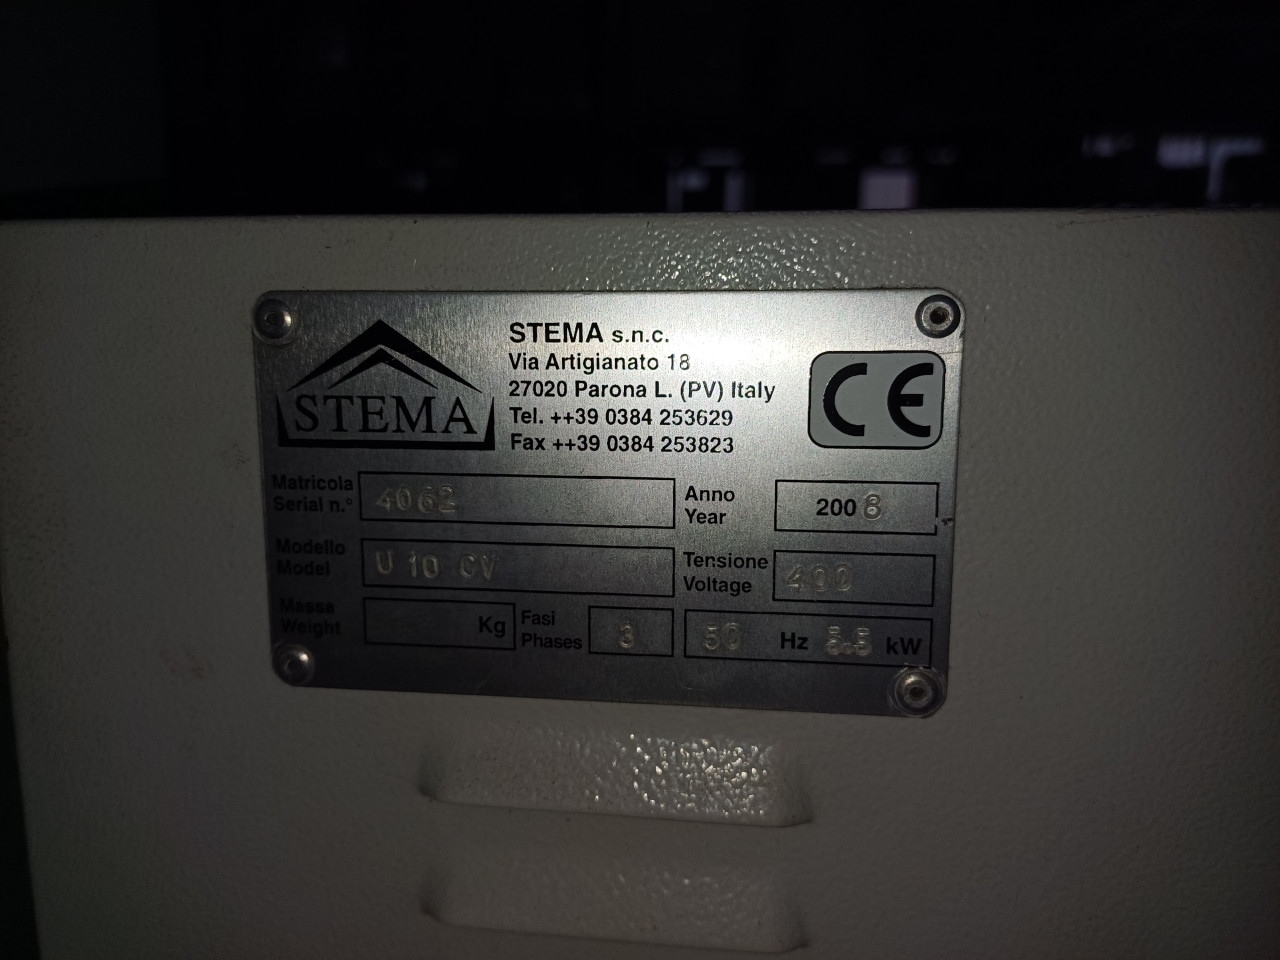 STEMA
STEMA s.n.c.
Via Artigianato 18
27020 Parona L. (PV) Italy
Tel. ++39 0384 253629
Fax ++39 0384 253823
CE
Matricola
Serial n.° 4062
Anno
Year 2008
Modello
Model U 10 CV
Tensione
Voltage 400
Massa
Weight Kg
Fasi
Phases 3
50 Hz kW